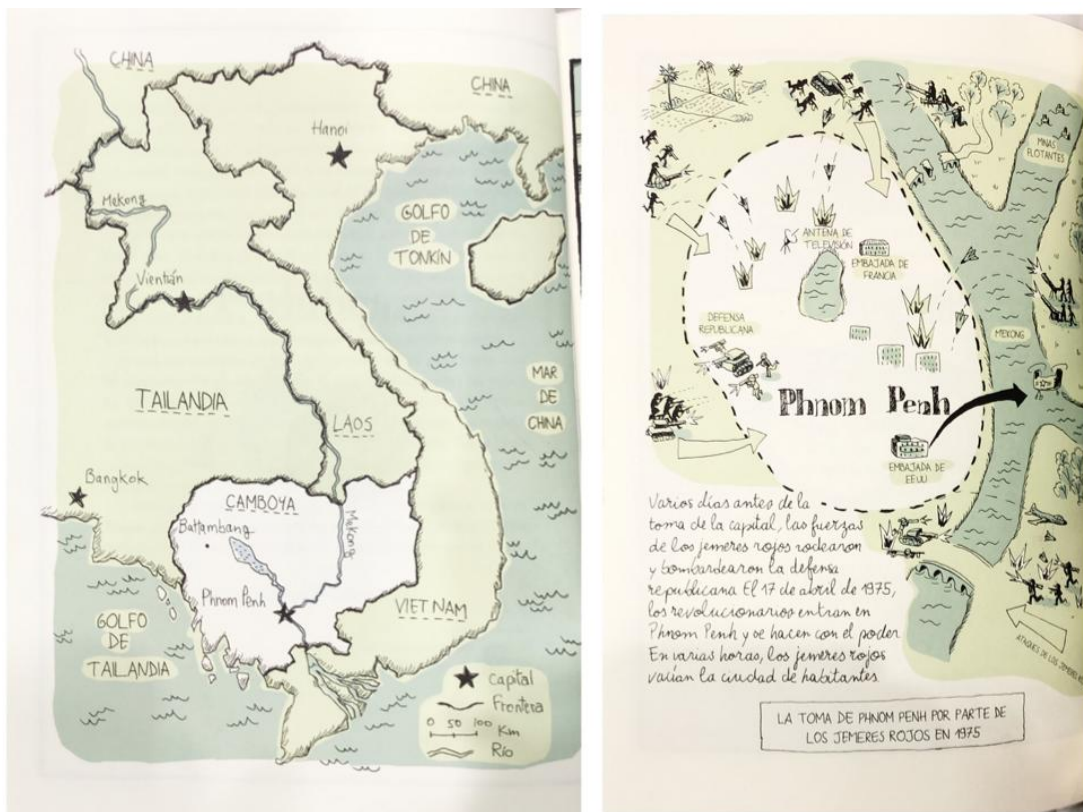 CHINA
CHINA
Hanoi
Mekong
GOLFO
DE
TONKÍN
Vientián
TAILANDIA
MAR
DE
CHINA
LAOS
Bangkok
CAMBOYA
Battambang
Mekong
Phnom Penh
VIETNAM
GOLFO
DE
TAILANDIA
Capital
Frontera
0 50 100
Km
Río
MINAS
FLOTANTES
ANTENA DE
TELEVISIÓN
EMBAJADA DE
FRANCIA
DEFENSA
REPUBLICANA
MEKONG
Phnom Penh
EMBAJADA DE
EEUU
Varios días antes de la
toma de la capital, las fuerzas
de los jemeres rojos rodearon
y bombardearon la defensa
republicana. El 17 de abril de 1975,
los revolucionarios entran en
Phnom Penh y se hacen con el poder.
En varias horas, los jemeres rojos
vacían la ciudad de habitantes.
ATAQUES DE LOS JEMERES
LA TOMA DE PHNOM PENH POR PARTE DE
LOS JEMERES ROJOS EN 1975